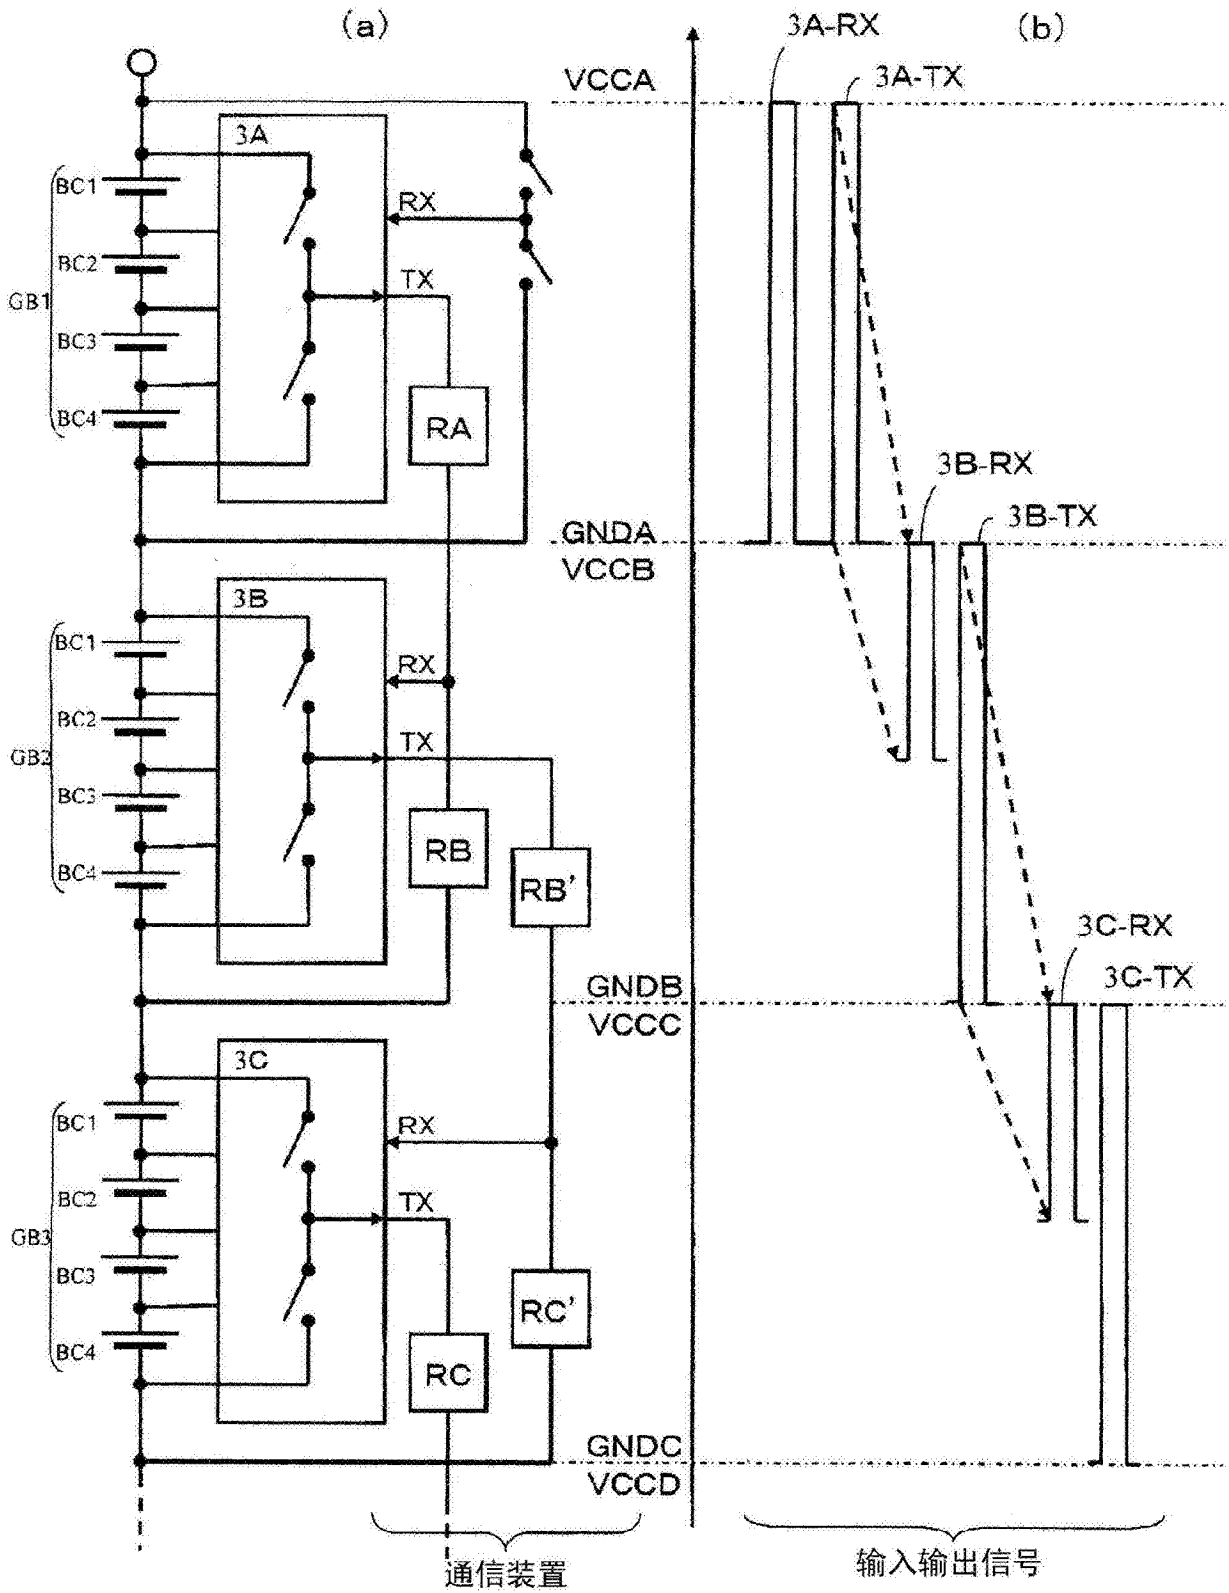 (a)
3A-RX
(b)
VCCA
3A-TX
3A
BC1
RX
BC2
TX
GB1
BC3
BC4
RA
3B-RX
3B-TX
GNDA
VCCB
3B
BC1
RX
BC2
TX
GB2
BC3
RB
BC4
RB'
3C-RX
GNDB
3C-TX
VCCC
3C
BC1
RX
BC2
TX
GB3
BC3
RC'
BC4
RC
GNDC
VCCD
通信装置
输入输出信号